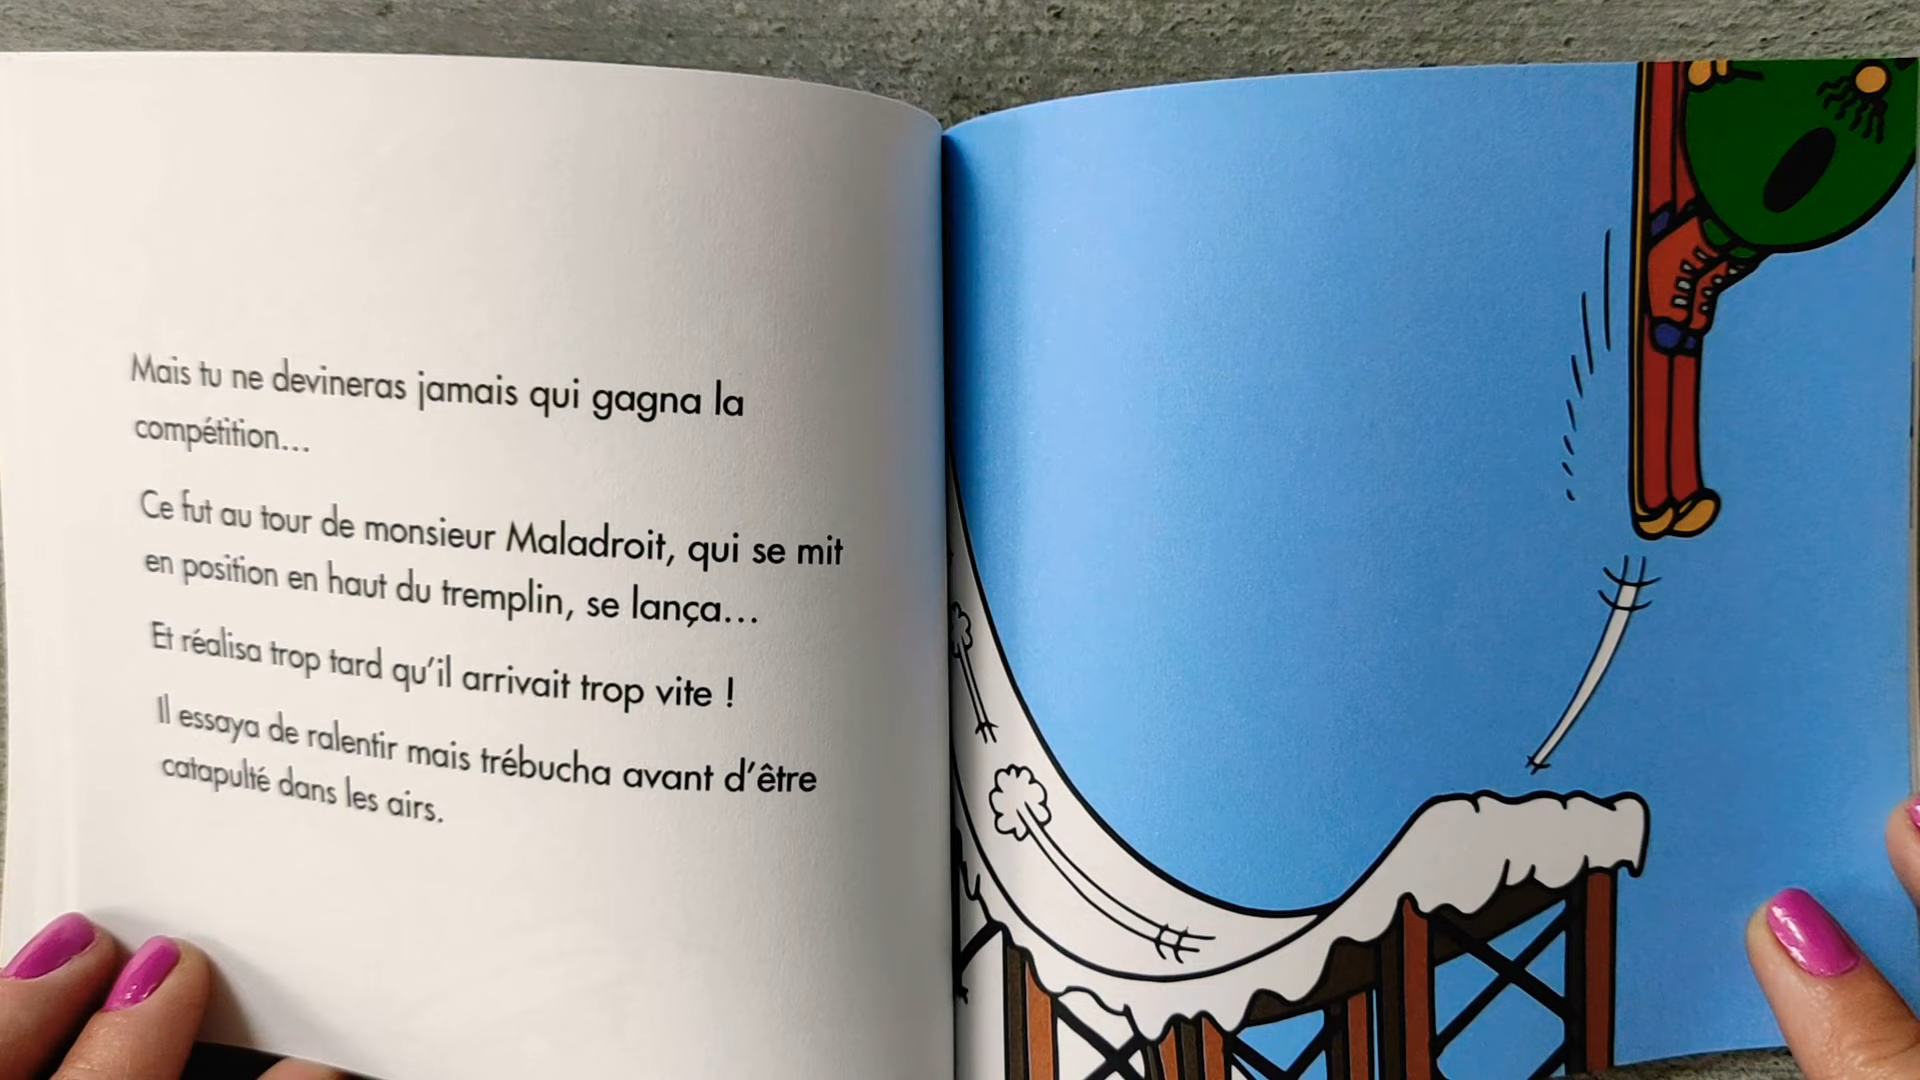 Mais tu ne devineras jamais qui gagna la
compétition...
Ce fut au tour de monsieur Maladroit, qui se mit
en position en haut du tremplin, se lança...
Et réalisa trop tard qu'il arrivait trop vite !
Il essaya de ralentir mais trébucha avant d'être
catapulté dans les airs.